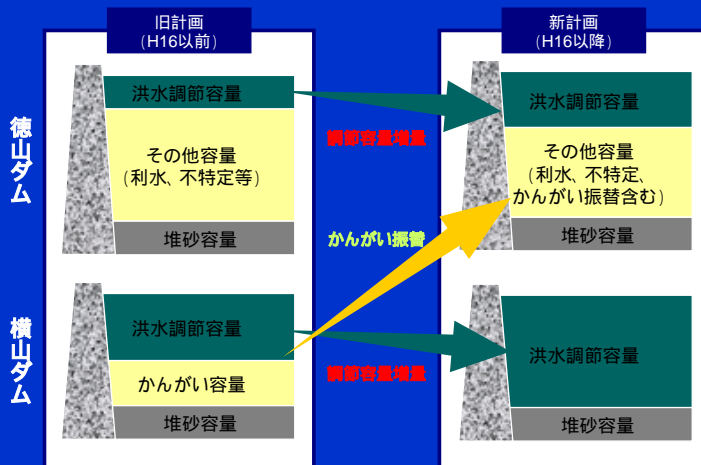 旧計画
(H16以前)
新計画
(H16以降)
徳山ダム
洪水調節容量
その他容量
(利水、不特定等)
堆砂容量
調節容量増量
洪水調節容量
その他容量
(利水、不特定、
かんがい振替含む)
堆砂容量
かんがい振替
横山ダム
洪水調節容量
かんがい容量
堆砂容量
調節容量増量
洪水調節容量
堆砂容量